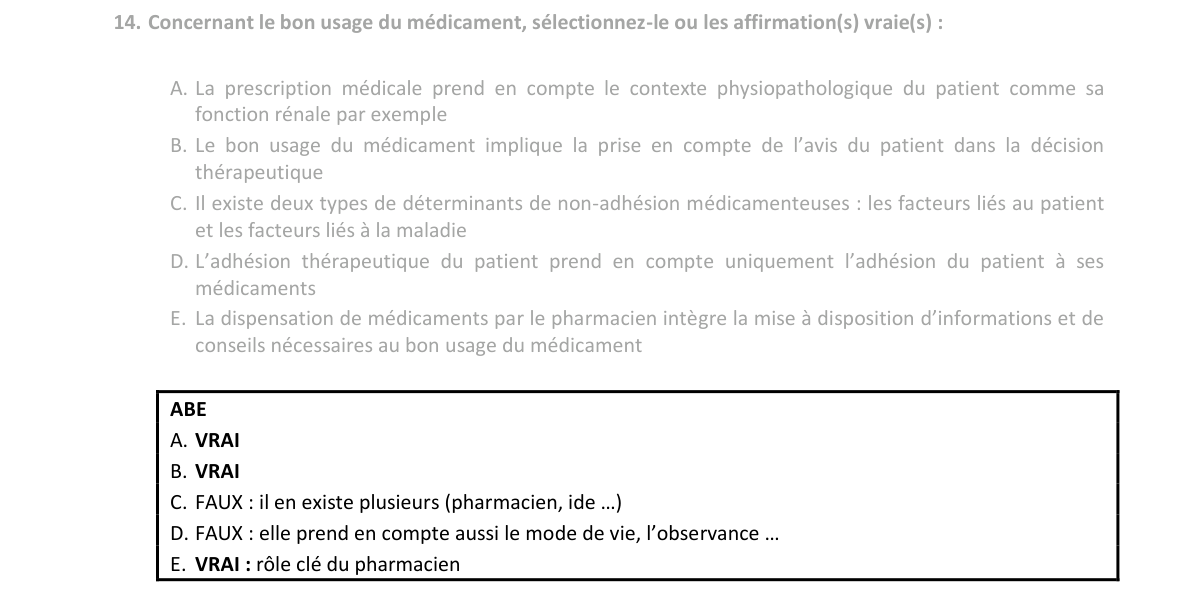 14. Concernant le bon usage du médicament, sélectionnez-le ou les affirmation(s) vraie(s) :
A. La prescription médicale prend en compte le contexte physiopathologique du patient comme sa
fonction rénale par exemple
B. Le bon usage du médicament implique la prise en compte de l'avis du patient dans la décision
thérapeutique
C. Il existe deux types de déterminants de non-adhésion médicamenteuses : les facteurs liés au patient
et les facteurs liés à la maladie
D. L'adhésion thérapeutique du patient prend en compte uniquement l'adhésion du patient à ses
médicaments
E. La dispensation de médicaments par le pharmacien intègre la mise à disposition d'informations et de
conseils nécessaires au bon usage du médicament
ABE
A. VRAI
B. VRAI
C. FAUX : il en existe plusieurs (pharmacien, ide ...)
D. FAUX : elle prend en compte aussi le mode de vie, l'observance ...
E. VRAI : rôle clé du pharmacien